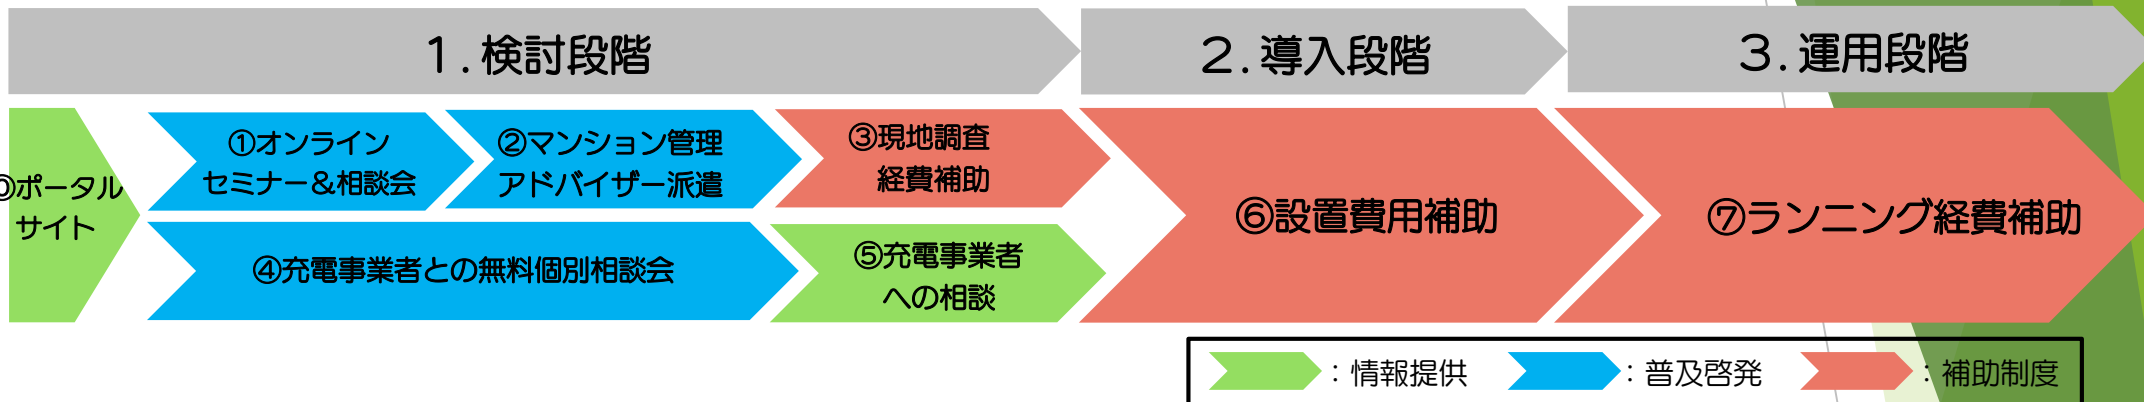 １.検討段階
２.導入段階
３.運用段階
⓪ポータル
サイト
①オンライン
セミナー＆相談会
②マンション管理
アドバイザー派遣
③現地調査
経費補助
④充電事業者との無料個別相談会
⑤充電事業者
への相談
⑥設置費用補助
⑦ランニング経費補助
：情報提供
：普及啓発
：補助制度